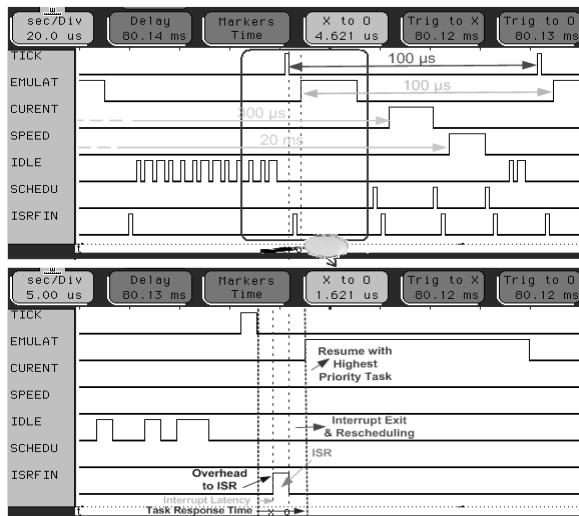 sec/Div Delay Markers X to O Trig to X Trig to O
20.0 us 80.14 ms Time 4.621 us 80.12 ms 80.13 ms
TICK
100 µs
EMULAT
100 µs
CURENT
300 µs
SPEED
20 ms
IDLE
SCHEDU
ISRFIN
sec/Div Delay Markers X to O Trig to X Trig to O
5.00 us 80.13 ms Time 1.621 us 80.12 ms 80.12 ms
TICK
EMULAT
Resume with
Highest
Priority Task
CURENT
SPEED
IDLE
Interrupt Exit
& Rescheduling
SCHEDU
ISR
ISRFIN
Overhead
to ISR
Interrupt Latency
Task Response Time
X O